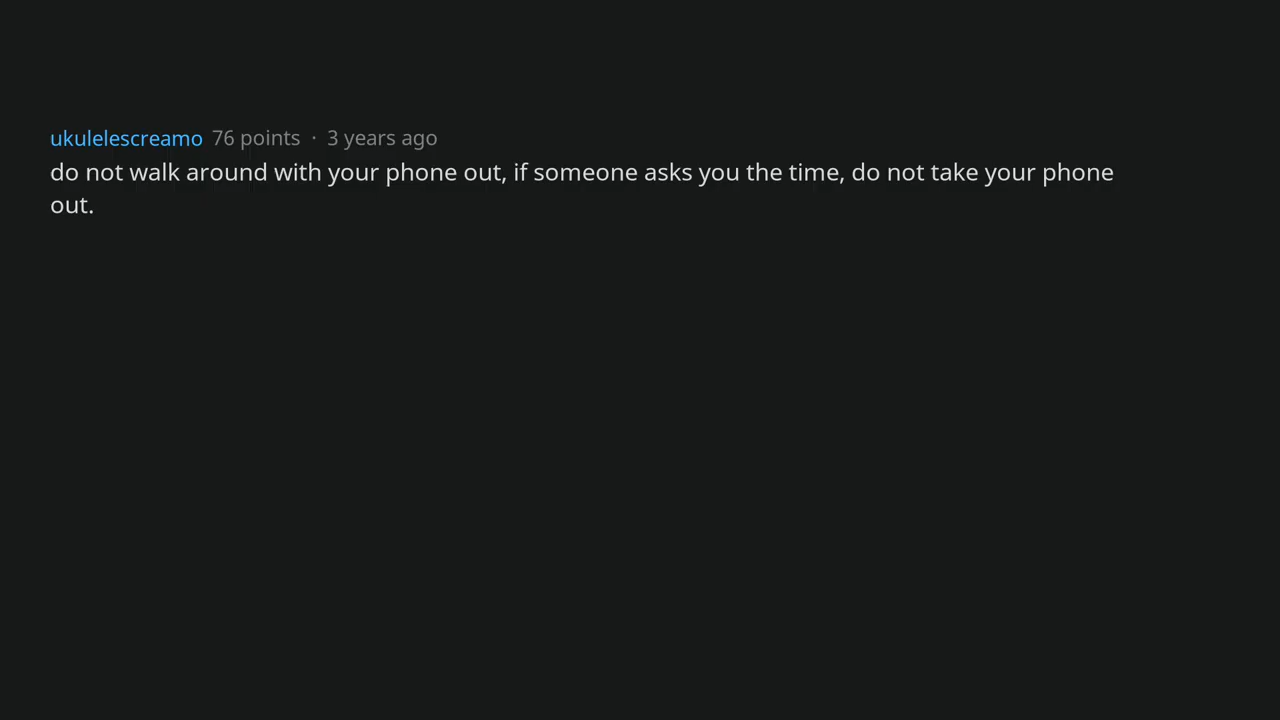 ukulelescreamo 76 points · 3 years ago
do not walk around with your phone out, if someone asks you the time, do not take your phone
out.